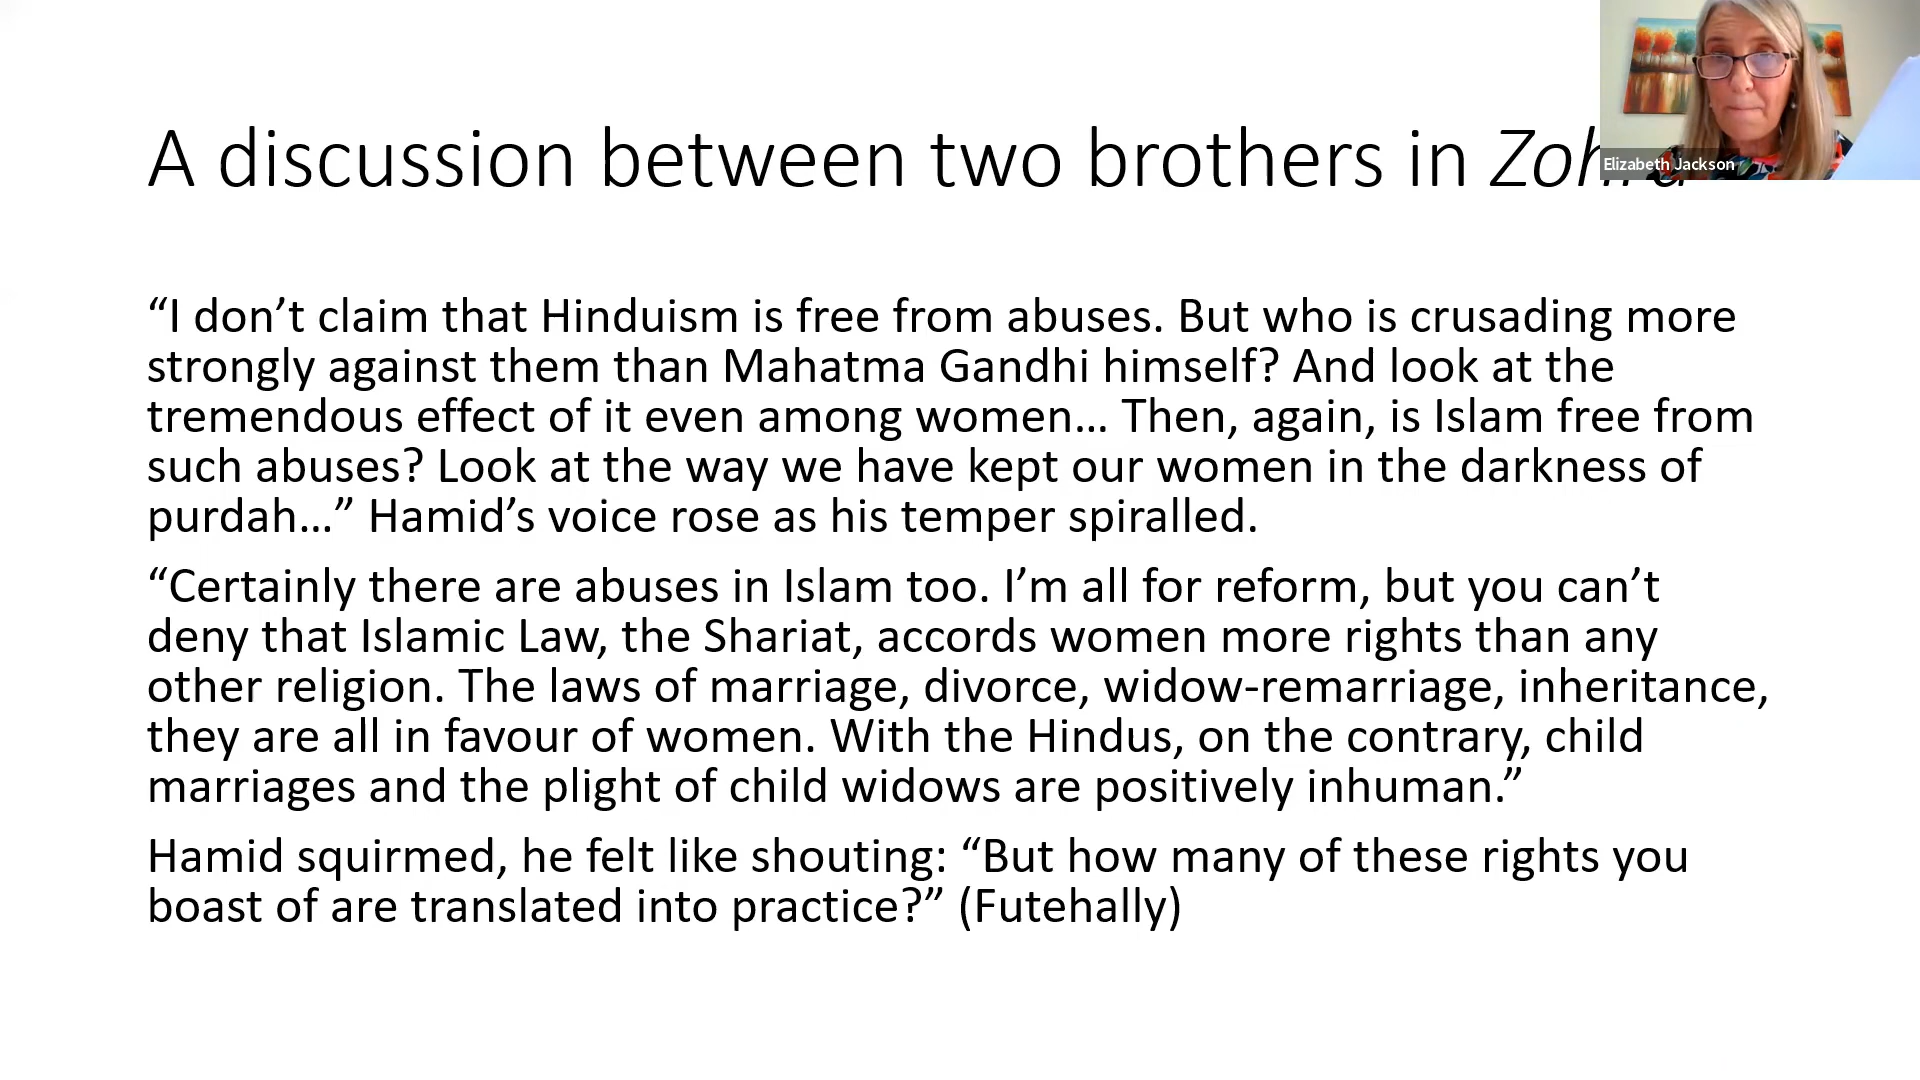 A discussion between two brothers in Zohra
Elizabeth Jackson
“I don’t claim that Hinduism is free from abuses. But who is crusading more
strongly against them than Mahatma Gandhi himself? And look at the
tremendous effect of it even among women… Then, again, is Islam free from
such abuses? Look at the way we have kept our women in the darkness of
purdah…” Hamid’s voice rose as his temper spiralled.
“Certainly there are abuses in Islam too. I’m all for reform, but you can’t
deny that Islamic Law, the Shariat, accords women more rights than any
other religion. The laws of marriage, divorce, widow-remarriage, inheritance,
they are all in favour of women. With the Hindus, on the contrary, child
marriages and the plight of child widows are positively inhuman.”
Hamid squirmed, he felt like shouting: “But how many of these rights you
boast of are translated into practice?” (Futehally)